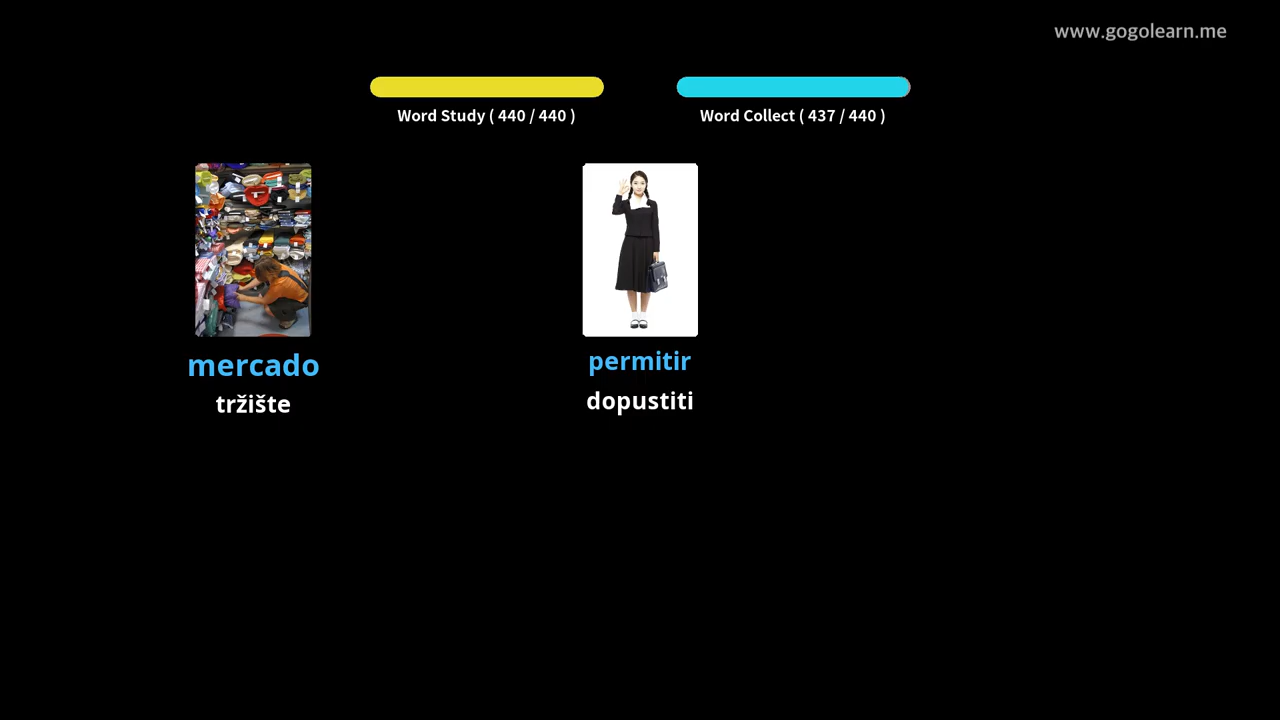 www.gogolearn.me
Word Study ( 440 / 440 )
Word Collect ( 437 / 440 )
mercado
tržište
permitir
dopustiti